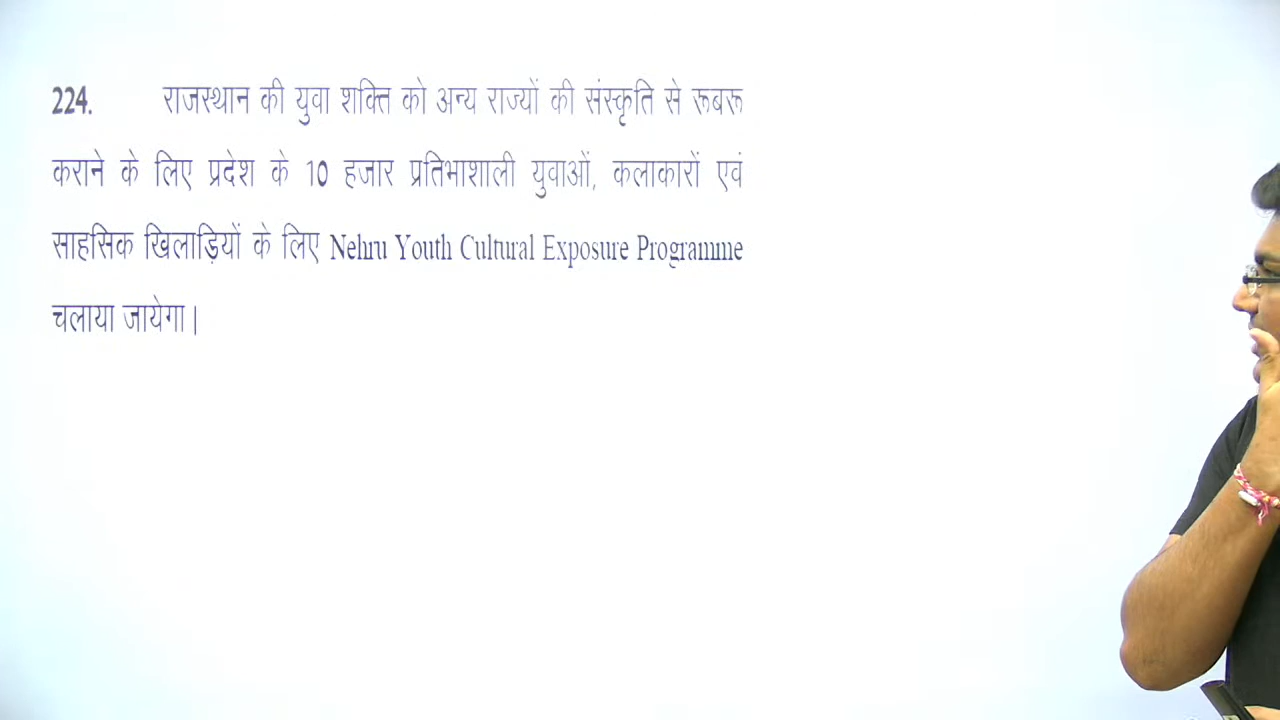 224. राजस्थान की युवा शक्ति को अन्य राज्यों की संस्कृति से रूबरू
कराने के लिए प्रदेश के 10 हजार प्रतिभाशाली युवाओं, कलाकारों एवं
साहसिक खिलाड़ियों के लिए Nehru Youth Cultural Exposure Programme
चलाया जायेगा।